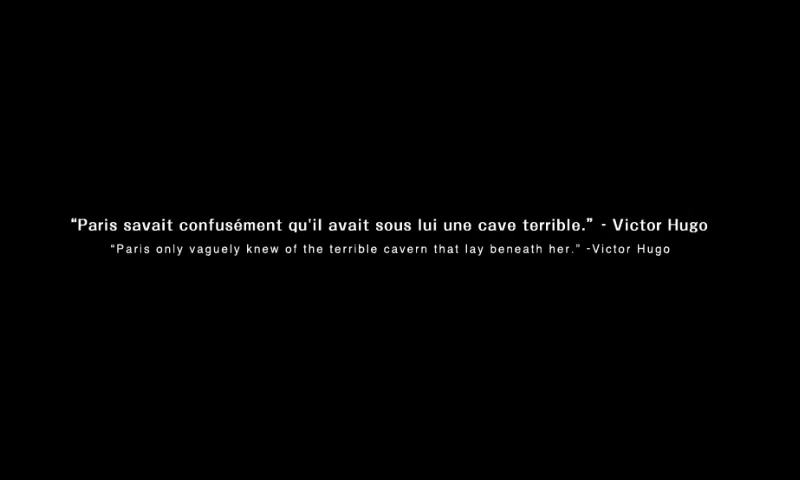 “Paris savait confusément qu'il avait sous lui une cave terrible.” - Victor Hugo
“Paris only vaguely knew of the terrible cavern that lay beneath her.” -Victor Hugo